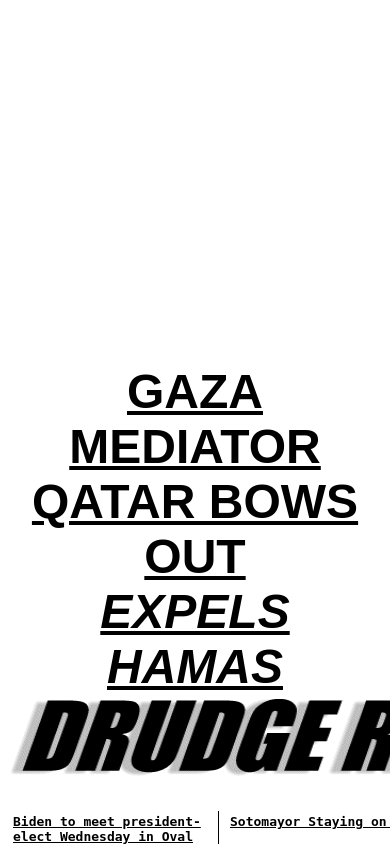 GAZA
MEDIATOR
QATAR BOWS
OUT
EXPELS
HAMAS
DRUDGE R
Biden to meet president-
elect Wednesday in Oval
Sotomayor Staying on